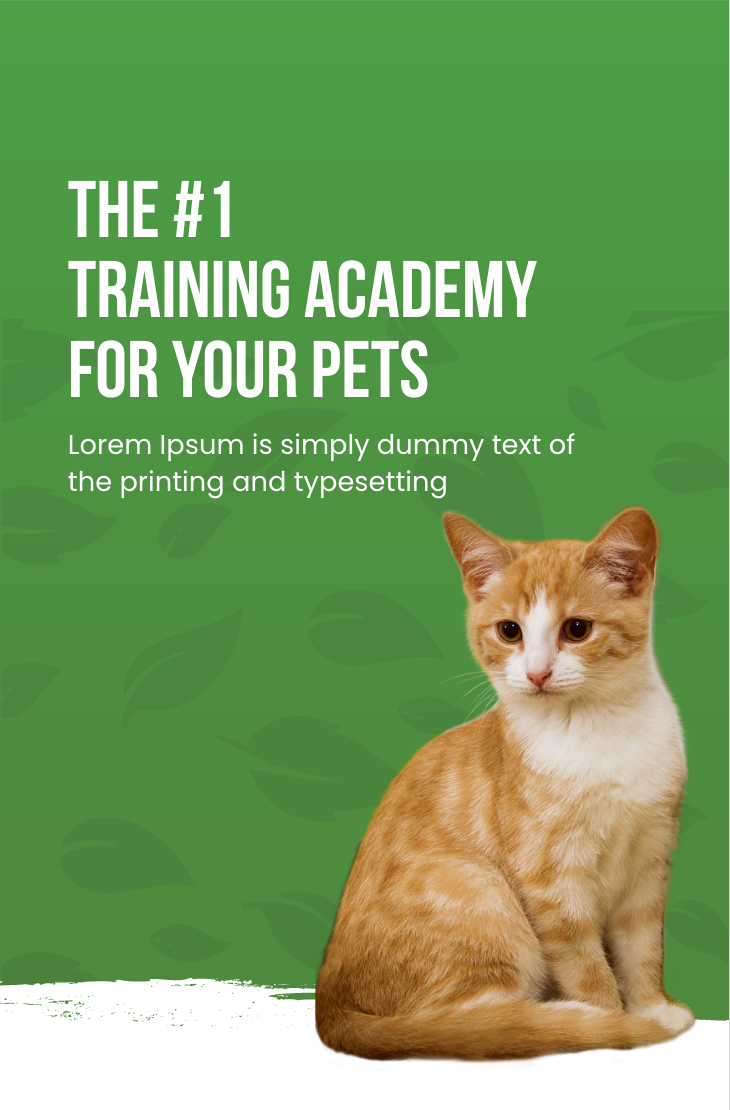 THE #1
TRAINING ACADEMY
FOR YOUR PETS
Lorem Ipsum is simply dummy text of
the printing and typesetting